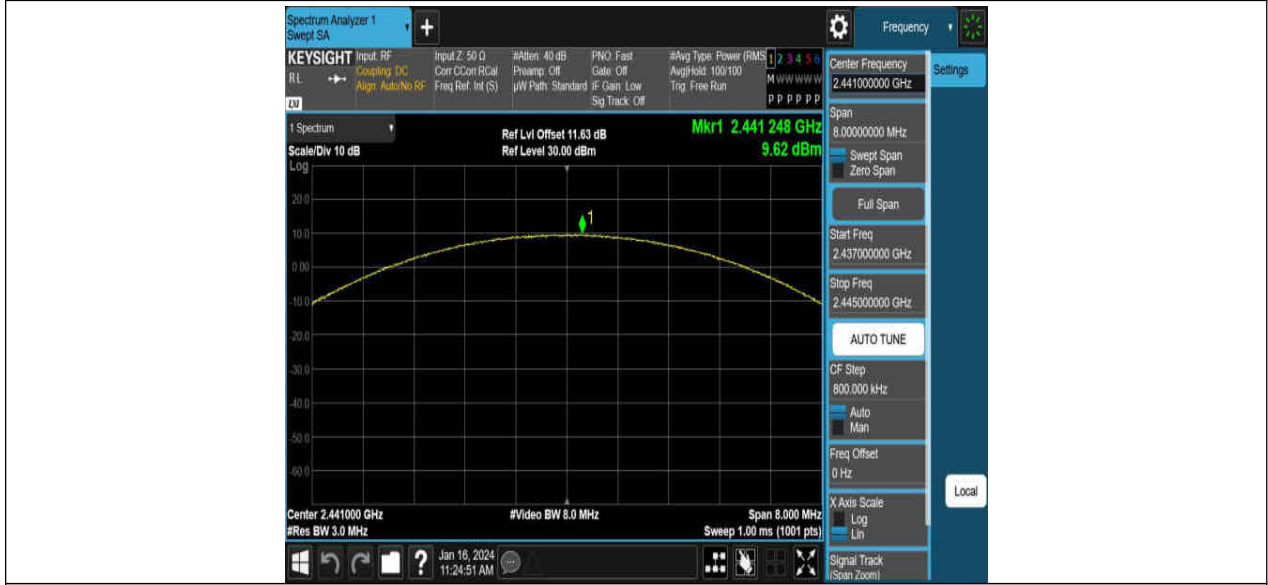 Spectrum Analyzer 1
Swept SA
+
Frequency
KEYSIGHT
RL
LXI
Input: RF
Coupling: DC
Align: Auto/No RF
Input Z: 50 Ω
Corr CCorr RCal
Freq Ref: Int (S)
#Atten: 40 dB
Preamp: Off
µW Path: Standard
PNO: Fast
Gate: Off
IF Gain: Low
Sig Track: Off
#Avg Type: Power (RMS
Avg|Hold: 100/100
Trig: Free Run
1 2 3 4 5 6
M W W W W W
P P P P P P
1 Spectrum
Scale/Div 10 dB
Log
Ref Lvl Offset 11.63 dB
Ref Level 30.00 dBm
Mkr1 2.441 248 GHz
9.62 dBm
1
20.0
10.0
0.00
-10.0
-20.0
-30.0
-40.0
-50.0
-60.0
Center 2.441000 GHz
#Res BW 3.0 MHz
#Video BW 8.0 MHz
Span 8.000 MHz
Sweep 1.00 ms (1001 pts)
Center Frequency
2.441000000 GHz
Span
8.00000000 MHz
Swept Span
Zero Span
Full Span
Start Freq
2.437000000 GHz
Stop Freq
2.445000000 GHz
AUTO TUNE
CF Step
800.000 kHz
Auto
Man
Freq Offset
0 Hz
X Axis Scale
Log
Lin
Signal Track
(Span Zoom)
Settings
Local
?
Jan 16, 2024
11:24:51 AM